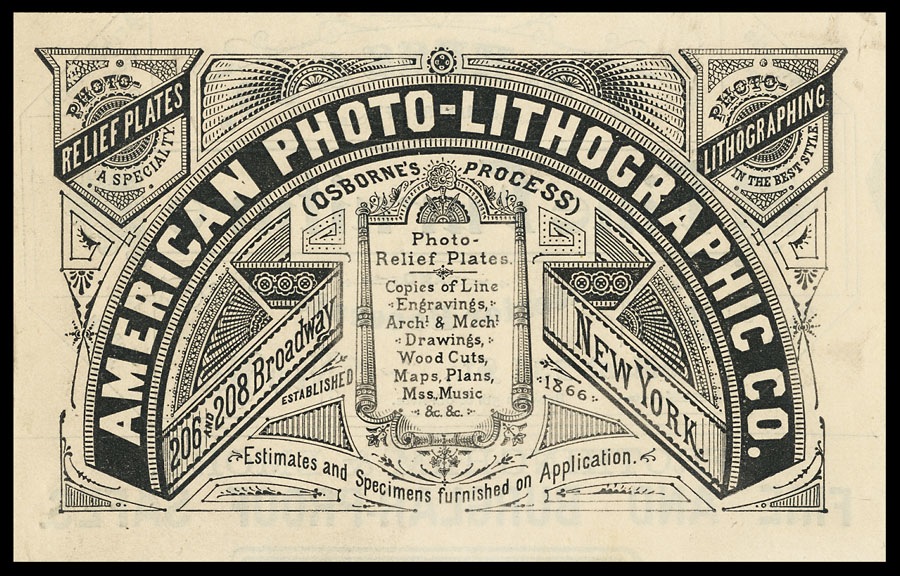 PHOTO-
RELIEF PLATES
A SPECIALTY.
PHOTO-
LITHOGRAPHING
IN THE BEST STYLE.
AMERICAN PHOTO-LITHOGRAPHIC CO.
(OSBORNE'S PROCESS)
Photo-
Relief Plates.
Copies of Line
Engravings,
Archl. & Mechl.
Drawings,
Wood Cuts,
Maps, Plans,
Mss, Music
&c. &c.
206 AND 208 Broadway
NEW YORK
ESTABLISHED 1866
Estimates and Specimens furnished on Application.